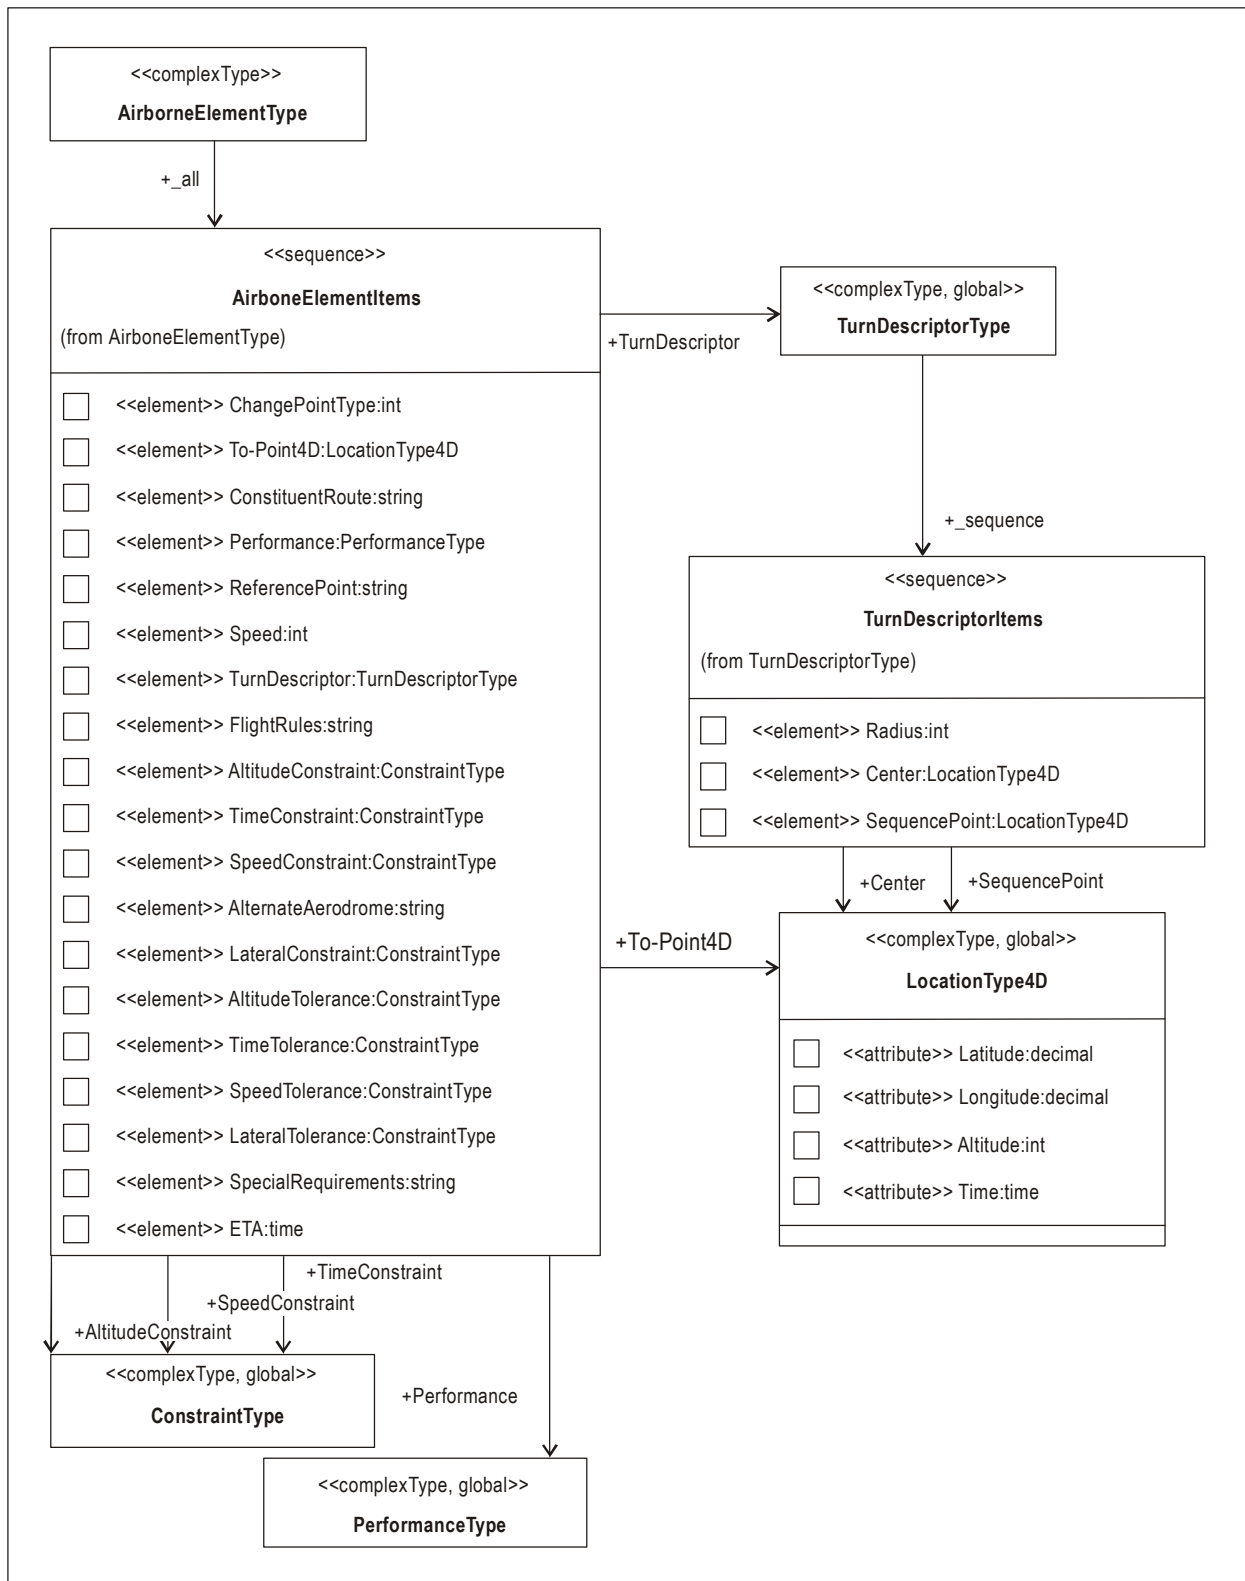 <<complexType>>
AirborneElementType
+_all
<<sequence>>
AirboneElementItems
(from AirboneElementType)
<<element>> ChangePointType:int
<<element>> To-Point4D:LocationType4D
<<element>> ConstituentRoute:string
<<element>> Performance:PerformanceType
<<element>> ReferencePoint:string
<<element>> Speed:int
<<element>> TurnDescriptor:TurnDescriptorType
<<element>> FlightRules:string
<<element>> AltitudeConstraint:ConstraintType
<<element>> TimeConstraint:ConstraintType
<<element>> SpeedConstraint:ConstraintType
<<element>> AlternateAerodrome:string
<<element>> LateralConstraint:ConstraintType
<<element>> AltitudeTolerance:ConstraintType
<<element>> TimeTolerance:ConstraintType
<<element>> SpeedTolerance:ConstraintType
<<element>> LateralTolerance:ConstraintType
<<element>> SpecialRequirements:string
<<element>> ETA:time
+TurnDescriptor
<<complexType, global>>
TurnDescriptorType
+_sequence
<<sequence>>
TurnDescriptorItems
(from TurnDescriptorType)
<<element>> Radius:int
<<element>> Center:LocationType4D
<<element>> SequencePoint:LocationType4D
+Center
+SequencePoint
+To-Point4D
<<complexType, global>>
LocationType4D
<<attribute>> Latitude:decimal
<<attribute>> Longitude:decimal
<<attribute>> Altitude:int
<<attribute>> Time:time
+TimeConstraint
+SpeedConstraint
+AltitudeConstraint
<<complexType, global>>
ConstraintType
+Performance
<<complexType, global>>
PerformanceType